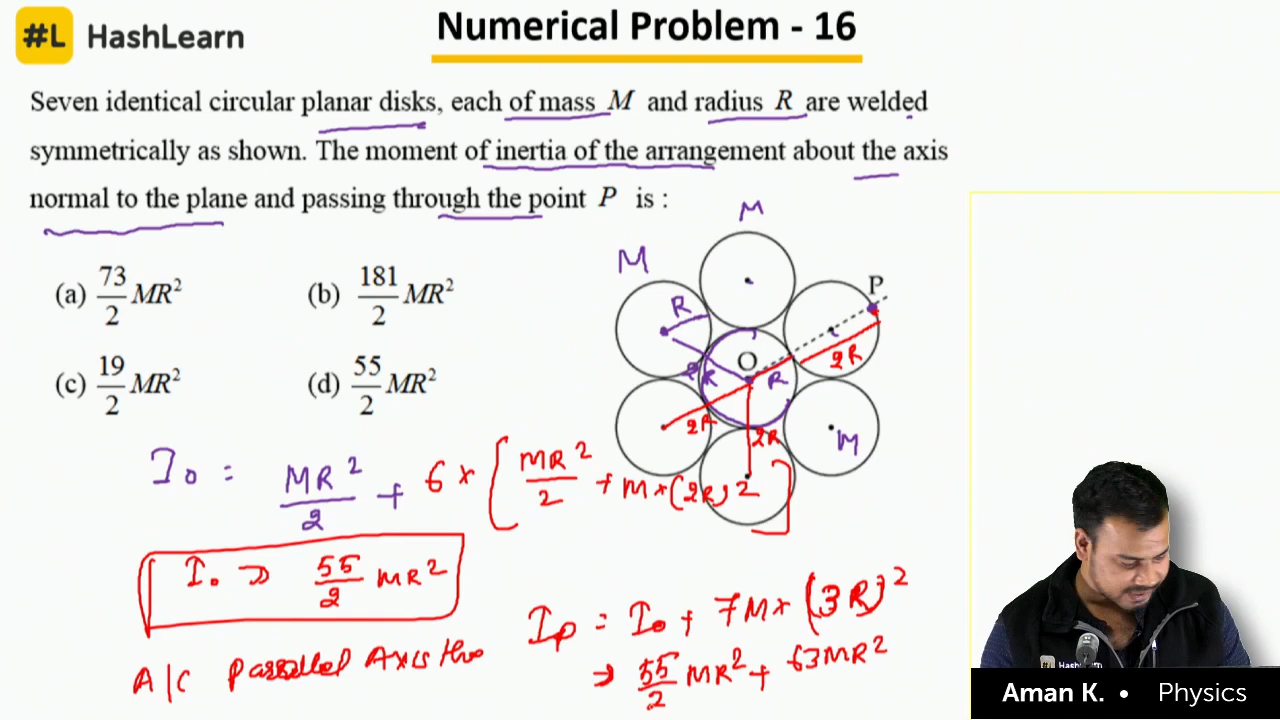 #L HashLearn
Numerical Problem - 16
Seven identical circular planar disks, each of mass M and radius R are welded
symmetrically as shown. The moment of inertia of the arrangement about the axis
normal to the plane and passing through the point P is :
(a) 73/2 MR²
(b) 181/2 MR²
(c) 19/2 MR²
(d) 55/2 MR²
M
M
R
P
O
2R
2R
R
2R
2R
M
I₀ = MR²/2 + 6 × [MR²/2 + M × (2R)²]
I₀ ⇒ 55/2 MR²
A/C Parallel Axis the
Ip = I₀ + 7M × (3R)²
⇒ 55/2 MR² + 63MR²
#L HashLearn
Aman K. • Physics